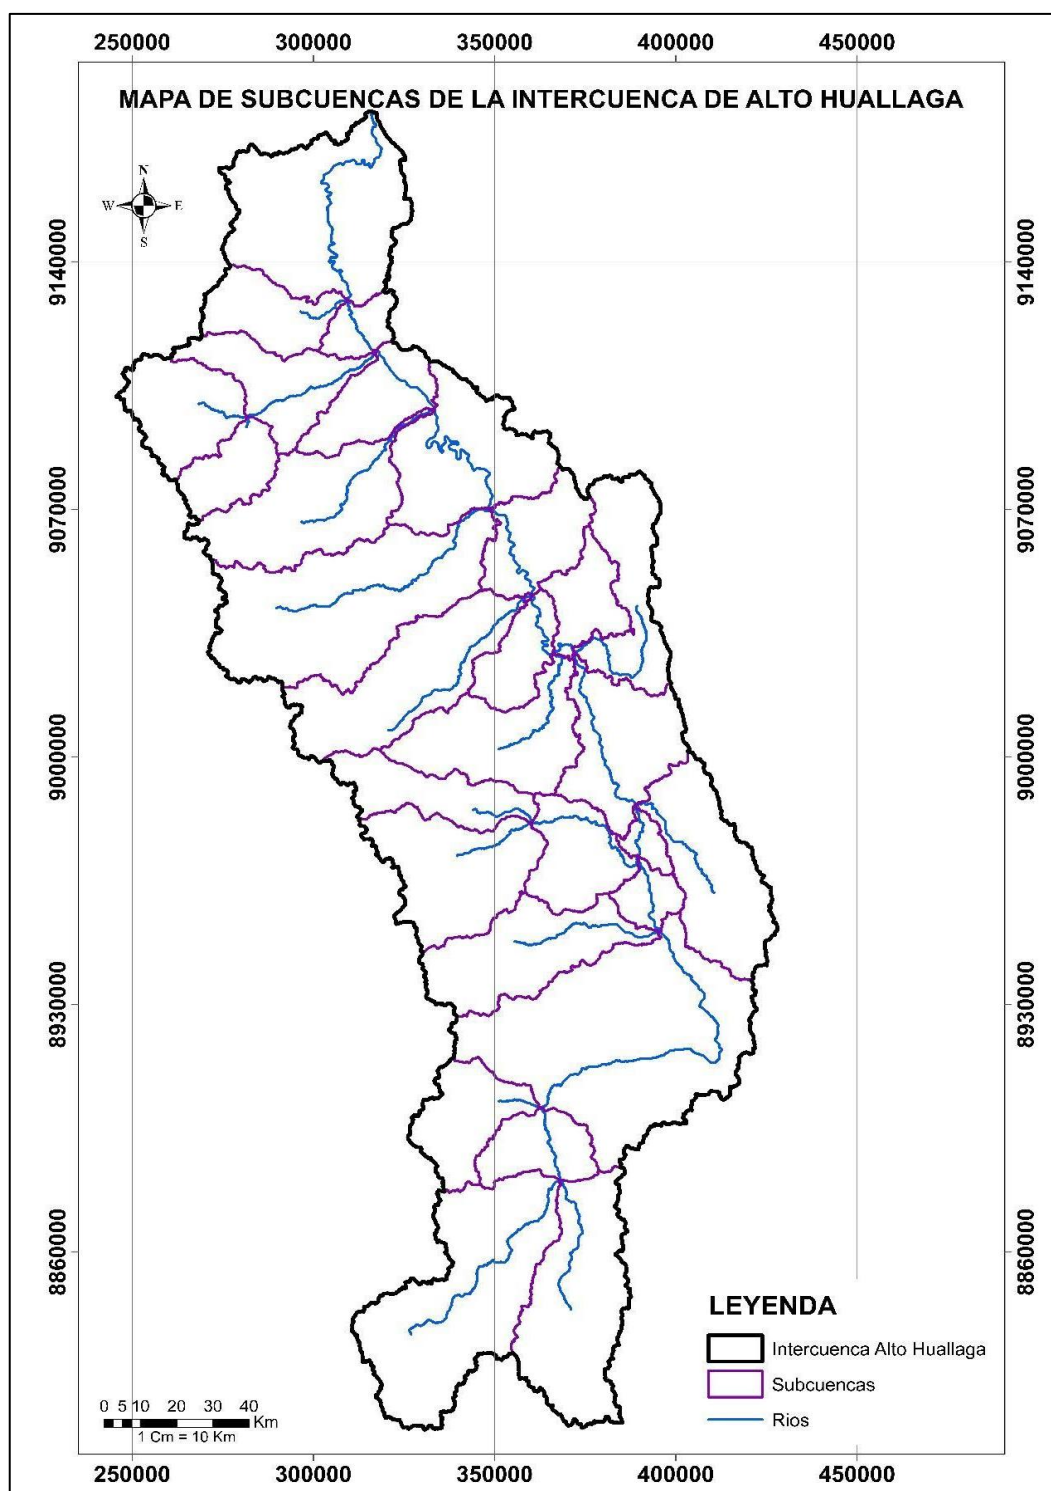 250000 300000 350000 400000 450000
MAPA DE SUBCUENCAS DE LA INTERCUENCA DE ALTO HUALLAGA
N
W E
S
9140000 9140000
9070000 9070000
9000000 9000000
8930000 8930000
8860000 8860000
LEYENDA
Intercuenca Alto Huallaga
Subcuencas
Rios
0 5 10 20 30 40
Km
1 Cm = 10 Km
250000 300000 350000 400000 450000